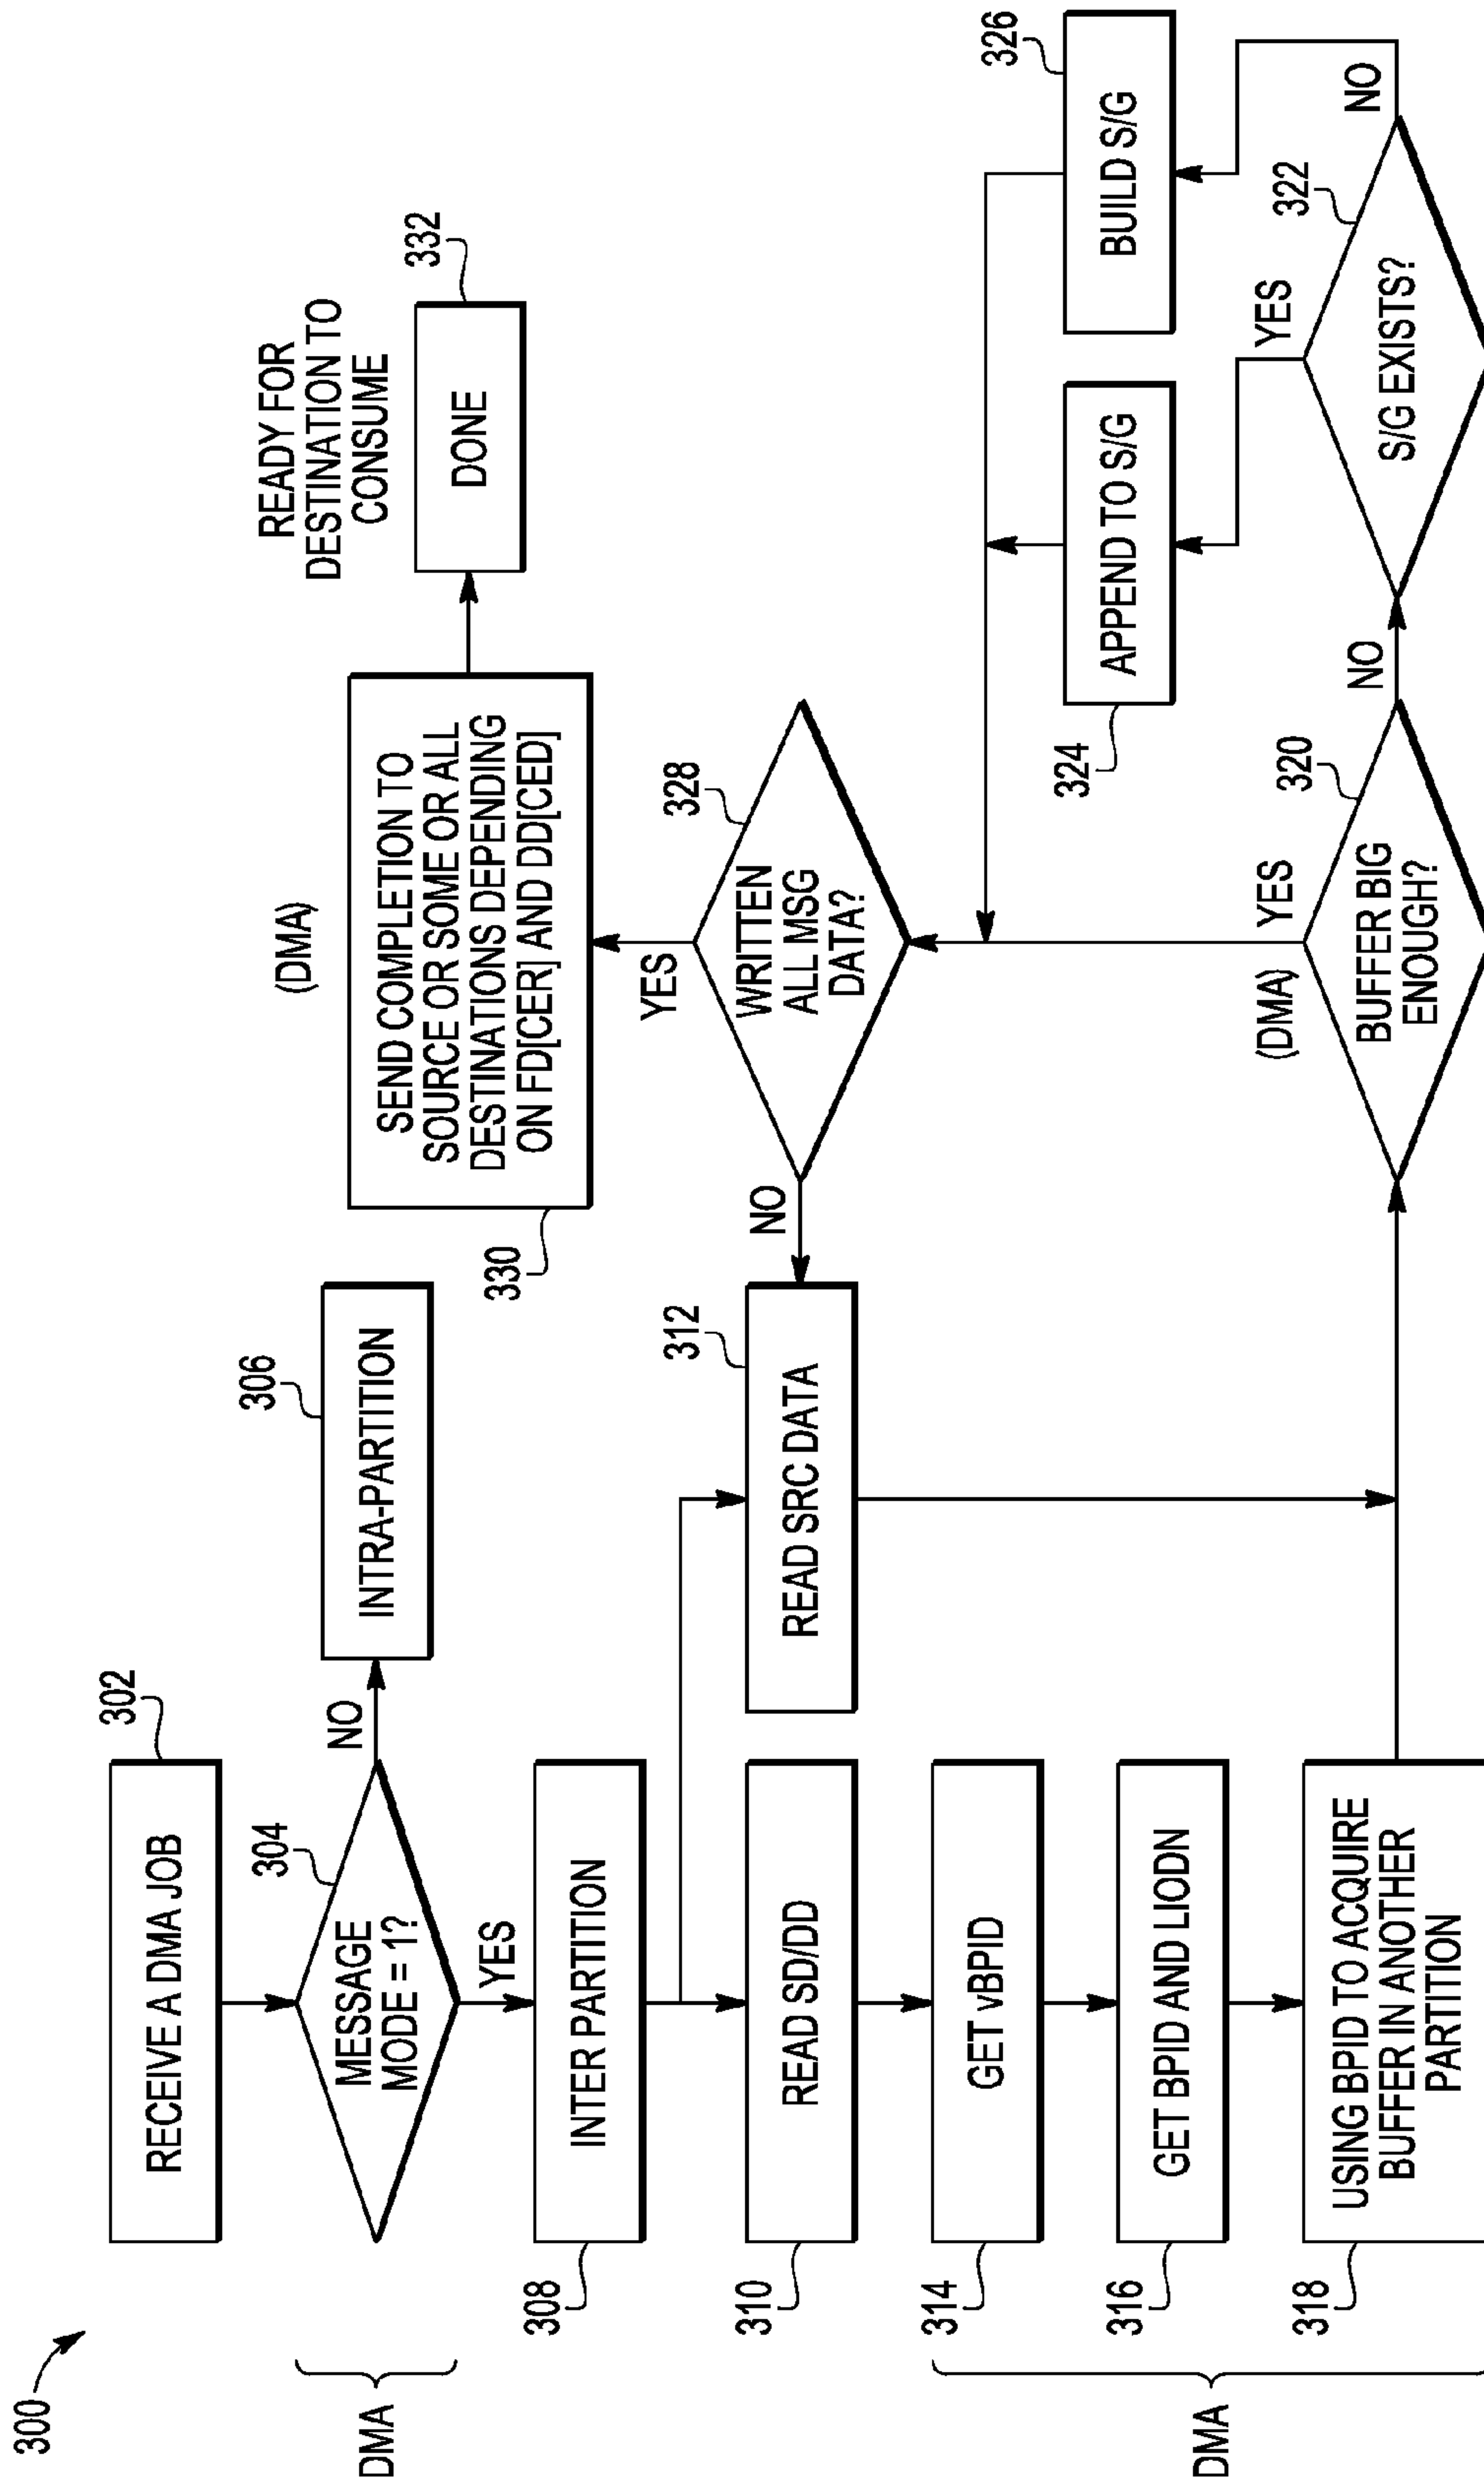 300
DMA
DMA
302
RECEIVE A DMA JOB
304
MESSAGE
MODE = 1?
NO
306
INTRA-PARTITION
YES
308
INTER PARTITION
310
READ SD/DD
312
READ SRC DATA
314
GET vBPID
316
GET BPID AND LIODN
318
USING BPID TO ACQUIRE
BUFFER IN ANOTHER
PARTITION
320
(DMA)
BUFFER BIG
ENOUGH?
YES
NO
322
S/G EXISTS?
YES
NO
324
APPEND TO S/G
326
BUILD S/G
328
WRITTEN
ALL MSG
DATA?
NO
YES
330
(DMA)
SEND COMPLETION TO
SOURCE OR SOME OR ALL
DESTINATIONS DEPENDING
ON FD[CER] AND DD[CED]
332
DONE
READY FOR
DESTINATION TO
CONSUME